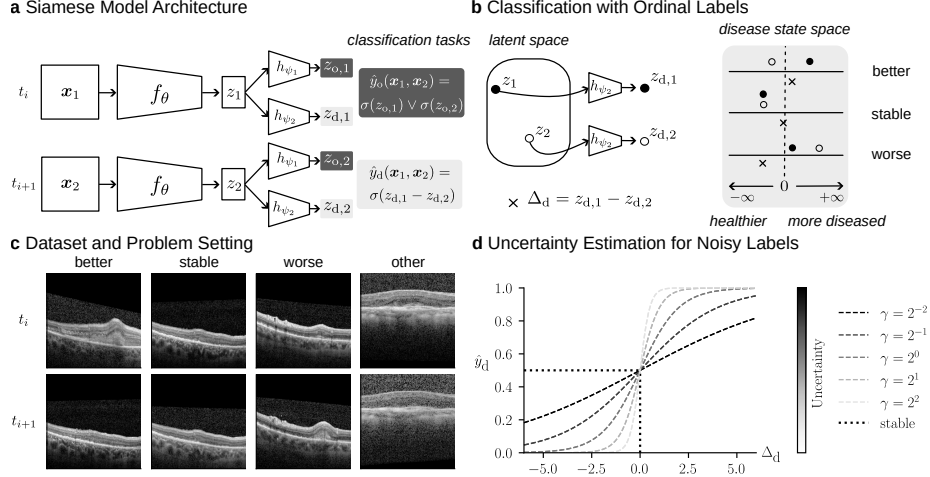 a Siamese Model Architecture
classification tasks
t_i
x_1
f_θ
z_1
h_ψ1
z_o,1
h_ψ2
z_d,1
ŷ_o(x_1, x_2) =
σ(z_o,1) ∨ σ(z_o,2)
t_i+1
x_2
f_θ
z_2
h_ψ1
z_o,2
h_ψ2
z_d,2
ŷ_d(x_1, x_2) =
σ(z_d,1 − z_d,2)
b Classification with Ordinal Labels
latent space
z_1
h_ψ2
z_d,1
z_2
h_ψ2
z_d,2
× Δ_d = z_d,1 − z_d,2
disease state space
better
stable
worse
0
−∞
+∞
healthier
more diseased
c Dataset and Problem Setting
better
stable
worse
other
t_i
t_i+1
d Uncertainty Estimation for Noisy Labels
1.0
0.8
0.6
ŷ_d
0.4
0.2
0.0
−5.0
−2.5
0.0
2.5
5.0
Δ_d
Uncertainty
γ = 2^−2
γ = 2^−1
γ = 2^0
γ = 2^1
γ = 2^2
stable